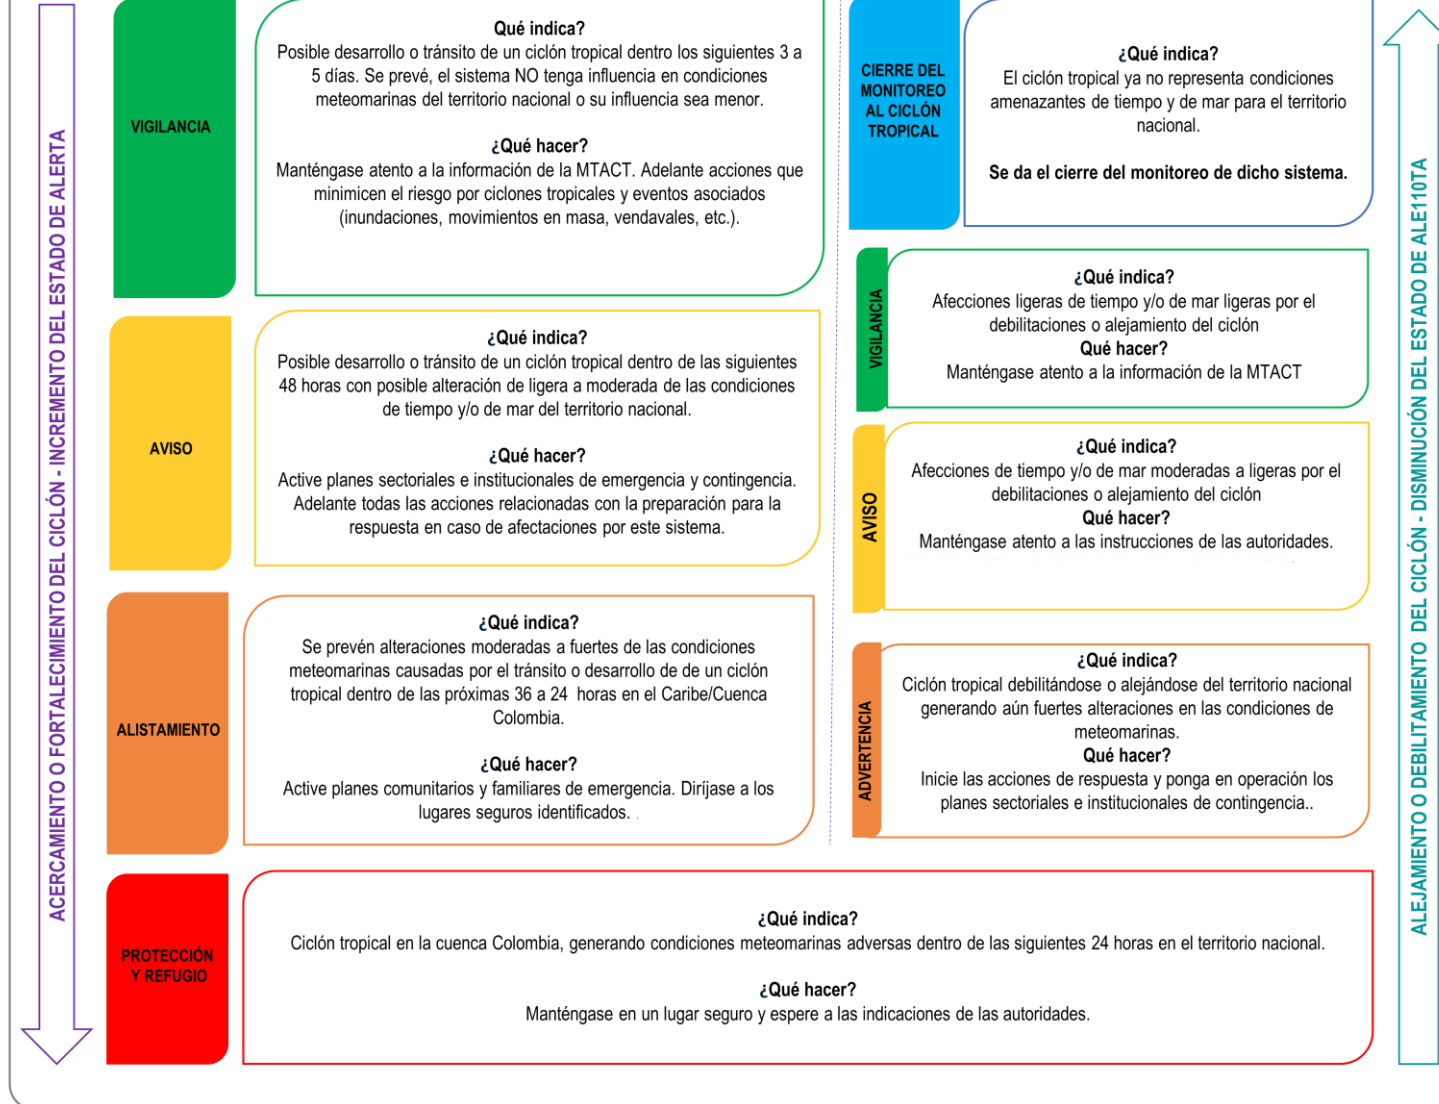 ACERCAMIENTO O FORTALECIMIENTO DEL CICLÓN - INCREMENTO DEL ESTADO DE ALERTA
VIGILANCIA
Qué indica?
Posible desarrollo o tránsito de un ciclón tropical dentro los siguientes 3 a
5 días. Se prevé, el sistema NO tenga influencia en condiciones
meteomarinas del territorio nacional o su influencia sea menor.
¿Qué hacer?
Manténgase atento a la información de la MTACT. Adelante acciones que
minimicen el riesgo por ciclones tropicales y eventos asociados
(inundaciones, movimientos en masa, vendavales, etc.).
AVISO
¿Qué indica?
Posible desarrollo o tránsito de un ciclón tropical dentro de las siguientes
48 horas con posible alteración de ligera a moderada de las condiciones
de tiempo y/o de mar del territorio nacional.
¿Qué hacer?
Active planes sectoriales e institucionales de emergencia y contingencia.
Adelante todas las acciones relacionadas con la preparación para la
respuesta en caso de afectaciones por este sistema.
ALISTAMIENTO
¿Qué indica?
Se prevén alteraciones moderadas a fuertes de las condiciones
meteomarinas causadas por el tránsito o desarrollo de de un ciclón
tropical dentro de las próximas 36 a 24 horas en el Caribe/Cuenca
Colombia.
¿Qué hacer?
Active planes comunitarios y familiares de emergencia. Diríjase a los
lugares seguros identificados.
CIERRE DEL
MONITOREO
AL CICLÓN
TROPICAL
¿Qué indica?
El ciclón tropical ya no representa condiciones
amenazantes de tiempo y de mar para el territorio
nacional.
Se da el cierre del monitoreo de dicho sistema.
VIGILANCIA
¿Qué indica?
Afecciones ligeras de tiempo y/o de mar ligeras por el
debilitaciones o alejamiento del ciclón
Qué hacer?
Manténgase atento a la información de la MTACT
AVISO
¿Qué indica?
Afecciones de tiempo y/o de mar moderadas a ligeras por el
debilitaciones o alejamiento del ciclón
Qué hacer?
Manténgase atento a las instrucciones de las autoridades.
ADVERTENCIA
¿Qué indica?
Ciclón tropical debilitándose o alejándose del territorio nacional
generando aún fuertes alteraciones en las condiciones de
meteomarinas.
Qué hacer?
Inicie las acciones de respuesta y ponga en operación los
planes sectoriales e institucionales de contingencia..
PROTECCIÓN
Y REFUGIO
¿Qué indica?
Ciclón tropical en la cuenca Colombia, generando condiciones meteomarinas adversas dentro de las siguientes 24 horas en el territorio nacional.
¿Qué hacer?
Manténgase en un lugar seguro y espere a las indicaciones de las autoridades.
ALEJAMIENTO O DEBILITAMIENTO DEL CICLÓN - DISMINUCIÓN DEL ESTADO DE ALE110TA